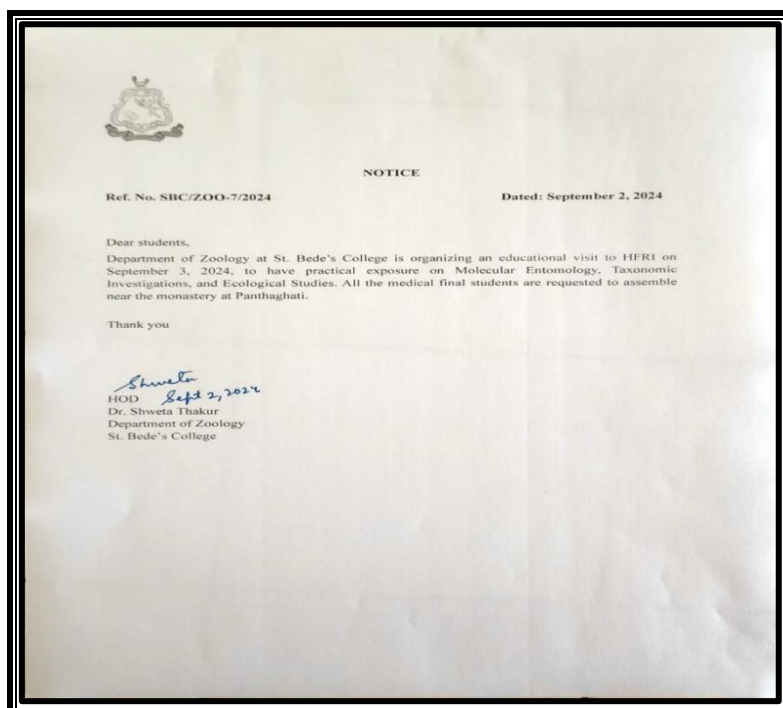 NOTICE
Ref. No. SBC/ZOO-7/2024 Dated: September 2, 2024
Dear students,
Department of Zoology at St. Bede's College is organizing an educational visit to HFRI on
September 3, 2024, to have practical exposure on Molecular Entomology, Taxonomic
Investigations, and Ecological Studies. All the medical final students are requested to assemble
near the monastery at Panthaghati.
Thank you
Shweta
HOD Sept 2, 2024
Dr. Shweta Thakur
Department of Zoology
St. Bede's College